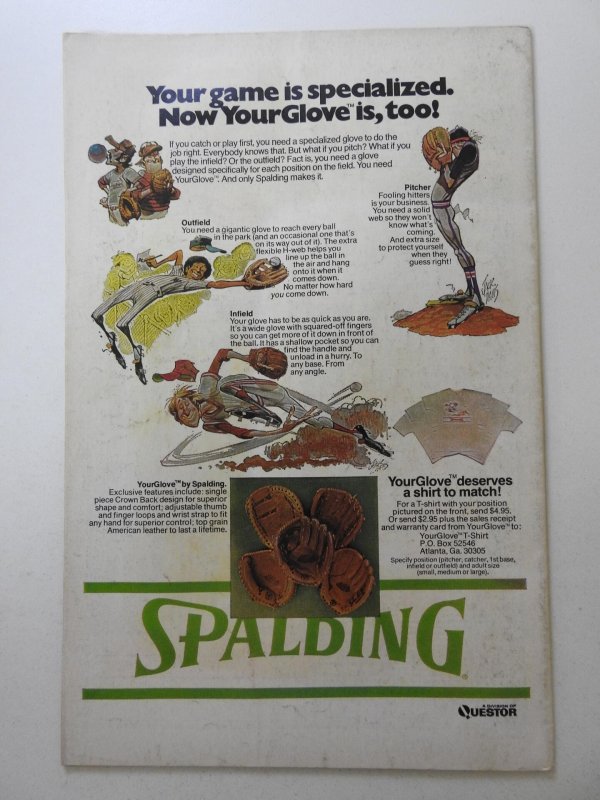 Your game is specialized.
Now YourGlove™ is, too!
If you catch or play first, you need a specialized glove to do the
job right. Everybody knows that. But what if you pitch? What if you
play the infield? Or the outfield? Fact is, you need a glove
designed specifically for each position on the field. You need
YourGlove™. And only Spalding makes it.
Pitcher
Fooling hitters
is your business.
You need a solid
web so they won't
know what's
coming.
And extra size
to protect yourself
when they
guess right!
Outfield
You need a gigantic glove to reach every ball
in the park (and an occasional one that's
on its way out of it). The extra
flexible H-web helps you
line up the ball in
the air and hang
onto it when it
comes down.
No matter how hard
you come down.
Infield
Your glove has to be as quick as you are.
It's a wide glove with squared-off fingers
so you can get more of it down in front of
the ball. It has a shallow pocket so you can
find the handle and
unload in a hurry. To
any base. From
any angle.
YourGlove™ by Spalding.
Exclusive features include: single
piece Crown Back design for superior
shape and comfort; adjustable thumb
and finger loops and wrist strap to fit
any hand for superior control; top grain
American leather to last a lifetime.
YourGlove™ deserves
a shirt to match!
For a T-shirt with your position
pictured on the front, send $4.95.
Or send $2.95 plus the sales receipt
and warranty card from YourGlove™ to:
YourGlove™ T-Shirt
P.O. Box 52546
Atlanta, Ga. 30305
Specify position (pitcher, catcher, 1st base,
infield or outfield) and adult size
(small, medium or large).
SPALDING®
A DIVISION OF
QUESTOR